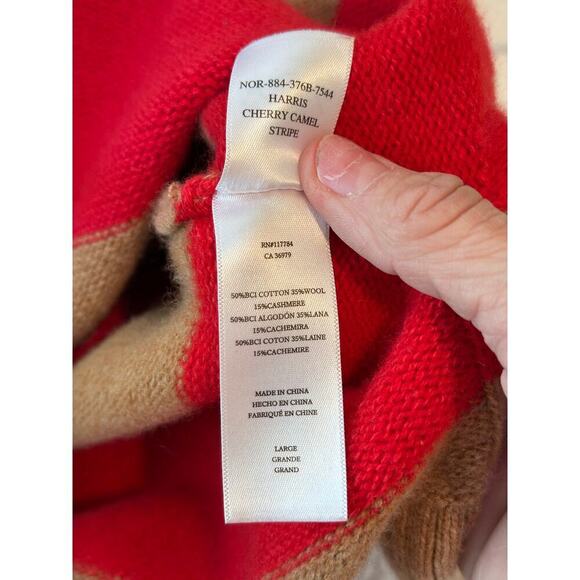 NOR-884-376B-7544
HARRIS
CHERRY CAMEL
STRIPE
RN#117784
CA 36979
50%BCI COTTON 35%WOOL
15%CASHMERE
50%BCI ALGODÓN 35%LANA
15%CACHEMIRA
50%BCI COTON 35%LAINE
15%CACHEMIRE
MADE IN CHINA
HECHO EN CHINA
FABRIQUÉ EN CHINE
LARGE
GRANDE
GRAND